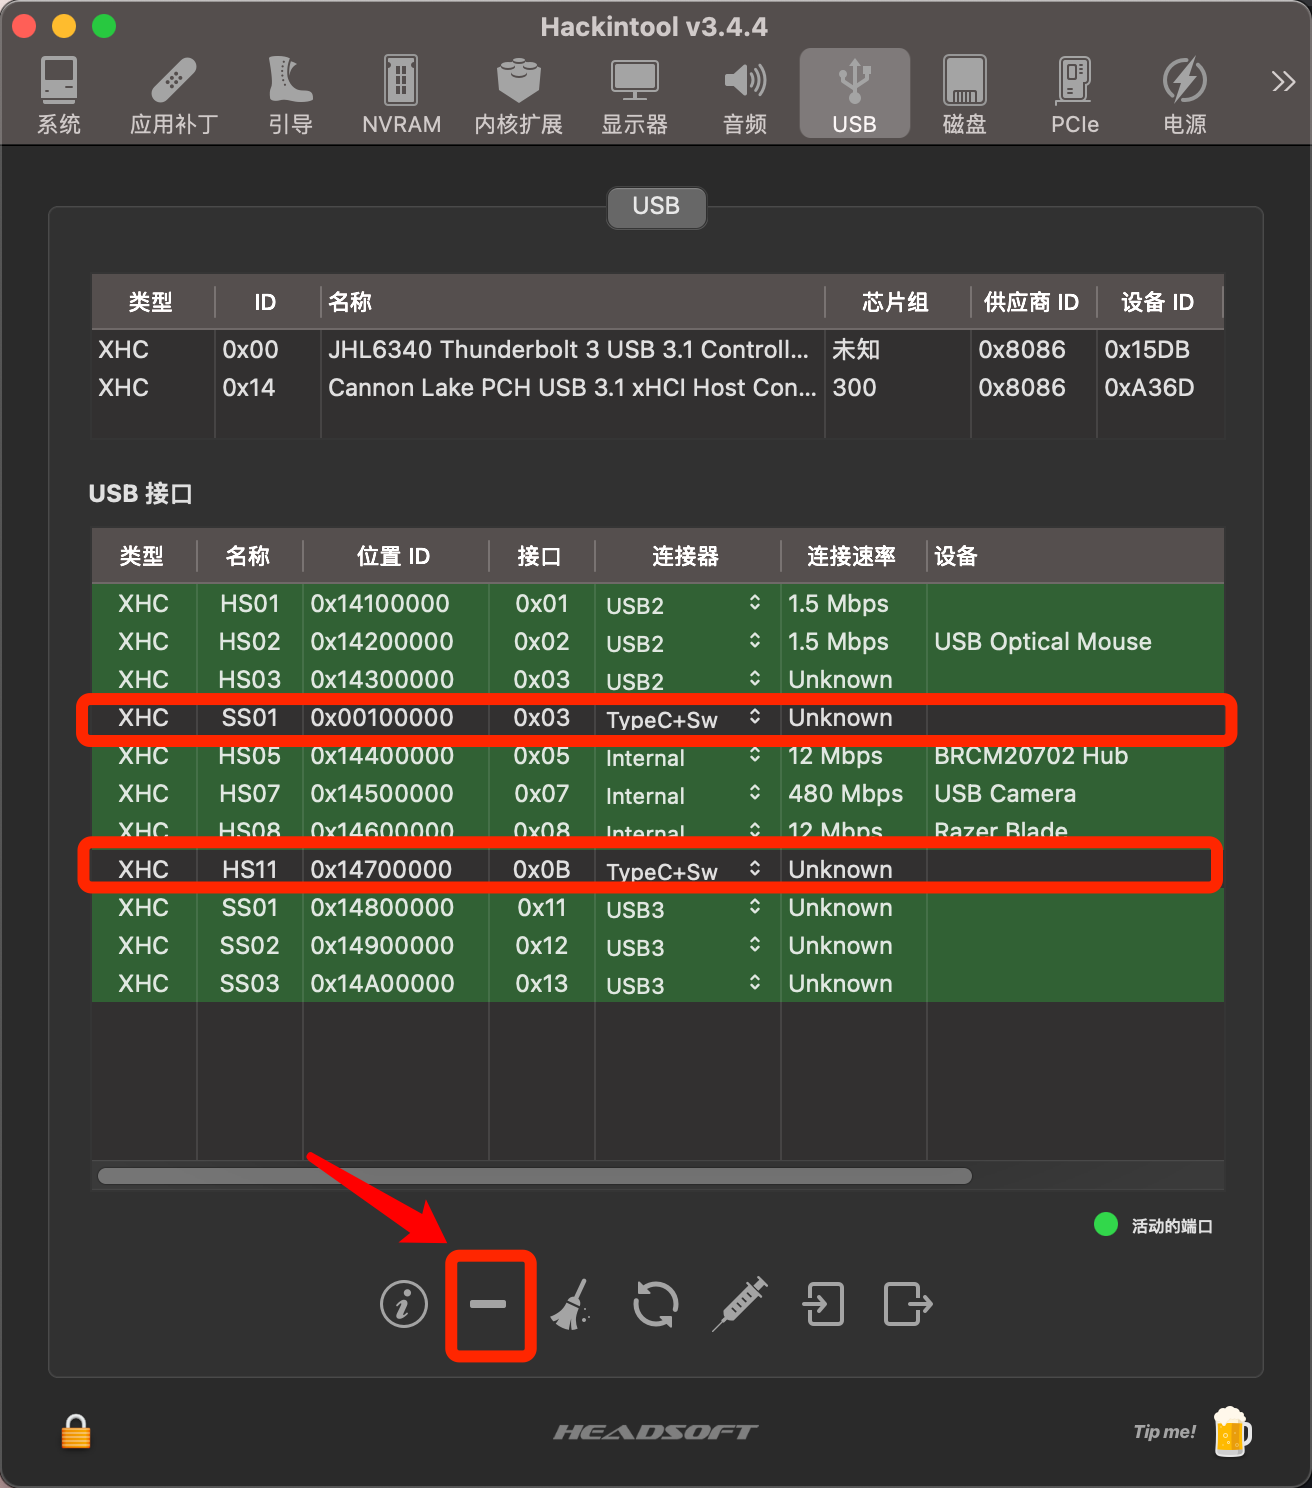 Hackintool v3.4.4
系统 应用补丁 引导 NVRAM 内核扩展 显示器 音频 USB 磁盘 PCIe 电源
USB
类型 ID 名称 芯片组 供应商 ID 设备 ID
XHC 0x00 JHL6340 Thunderbolt 3 USB 3.1 Controll... 未知 0x8086 0x15DB
XHC 0x14 Cannon Lake PCH USB 3.1 xHCI Host Con... 300 0x8086 0xA36D
USB 接口
类型 名称 位置 ID 接口 连接器 连接速率 设备
XHC HS01 0x14100000 0x01 USB2 1.5 Mbps
XHC HS02 0x14200000 0x02 USB2 1.5 Mbps USB Optical Mouse
XHC HS03 0x14300000 0x03 USB2 Unknown
XHC SS01 0x00100000 0x03 TypeC+Sw Unknown
XHC HS05 0x14400000 0x05 Internal 12 Mbps BRCM20702 Hub
XHC HS07 0x14500000 0x07 Internal 480 Mbps USB Camera
XHC HS08 0x14600000 0x08 Internal 12 Mbps Razer Blade
XHC HS11 0x14700000 0x0B TypeC+Sw Unknown
XHC SS01 0x14800000 0x11 USB3 Unknown
XHC SS02 0x14900000 0x12 USB3 Unknown
XHC SS03 0x14A00000 0x13 USB3 Unknown
活动的端口
HEADSOFT
Tip me!